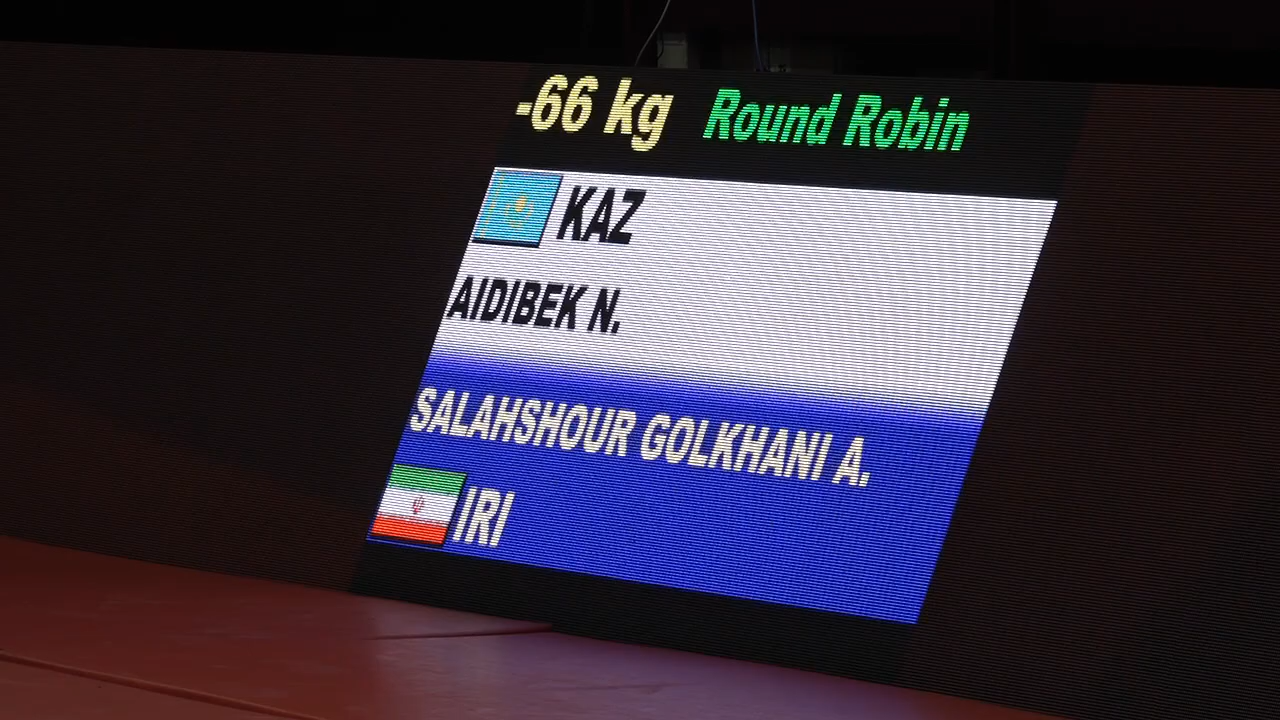 -66 kg Round Robin
KAZ
AIDIBEK N.
SALAHSHOUR GOLKHANI A.
IRI